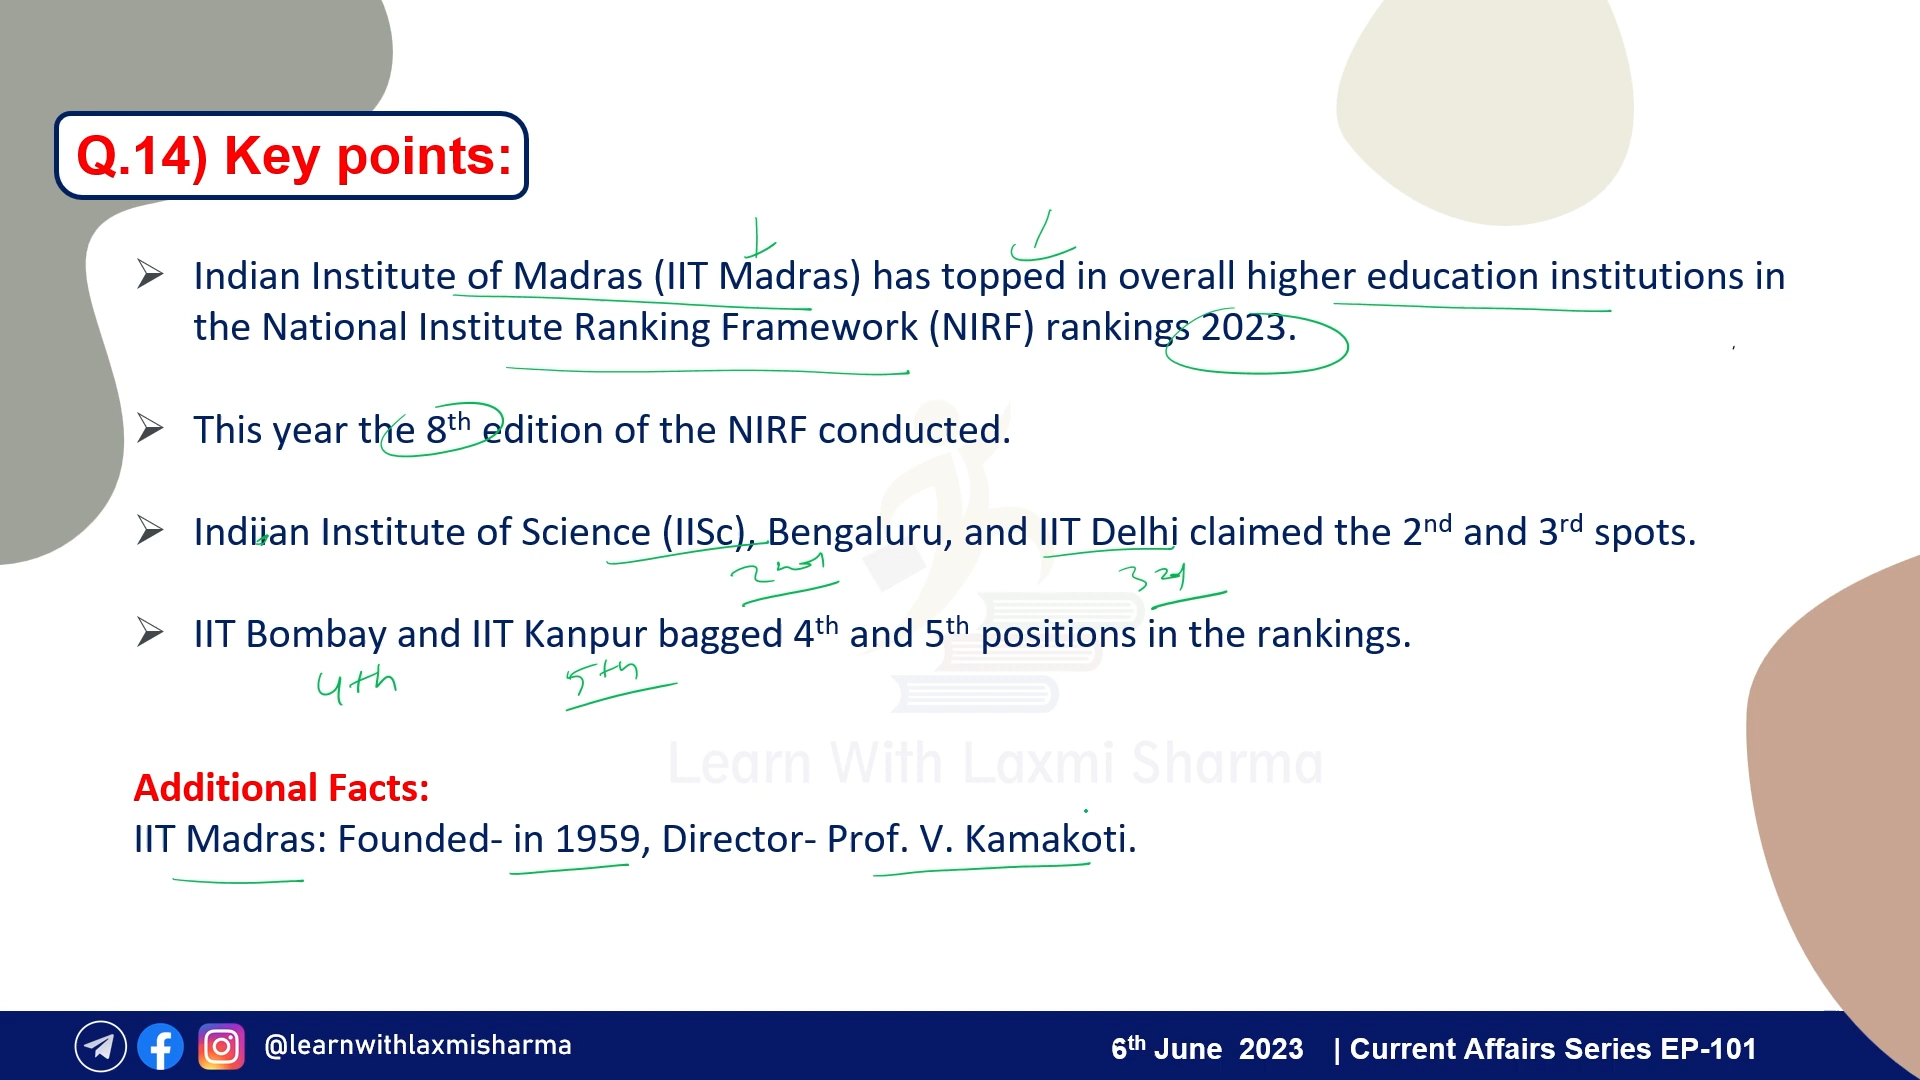 Q.14) Key points:
Indian Institute of Madras (IIT Madras) has topped in overall higher education institutions in
the National Institute Ranking Framework (NIRF) rankings 2023.
This year the 8th edition of the NIRF conducted.
Indiian Institute of Science (IISc), Bengaluru, and IIT Delhi claimed the 2nd and 3rd spots.
2nd 3rd
IIT Bombay and IIT Kanpur bagged 4th and 5th positions in the rankings.
4th 5th
Learn With Laxmi Sharma
Additional Facts:
IIT Madras: Founded- in 1959, Director- Prof. V. Kamakoti.
@learnwithlaxmisharma
6th June 2023 | Current Affairs Series EP-101